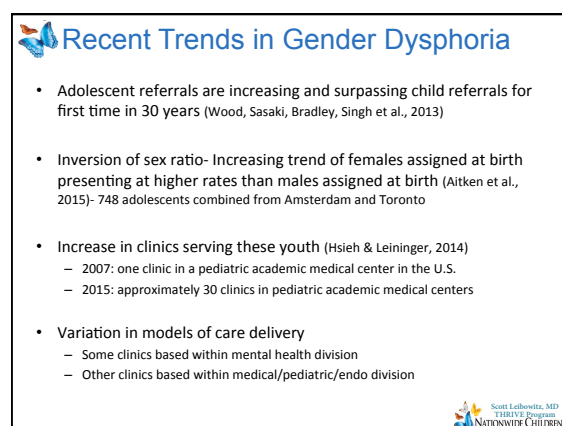 Recent Trends in Gender Dysphoria
• Adolescent referrals are increasing and surpassing child referrals for
first time in 30 years (Wood, Sasaki, Bradley, Singh et al., 2013)
• Inversion of sex ratio- Increasing trend of females assigned at birth
presenting at higher rates than males assigned at birth (Aitken et al.,
2015)- 748 adolescents combined from Amsterdam and Toronto
• Increase in clinics serving these youth (Hsieh & Leininger, 2014)
– 2007: one clinic in a pediatric academic medical center in the U.S.
– 2015: approximately 30 clinics in pediatric academic medical centers
• Variation in models of care delivery
– Some clinics based within mental health division
– Other clinics based within medical/pediatric/endo division
Scott Leibowitz, MD
THRIVE Program
NATIONWIDE CHILDREN